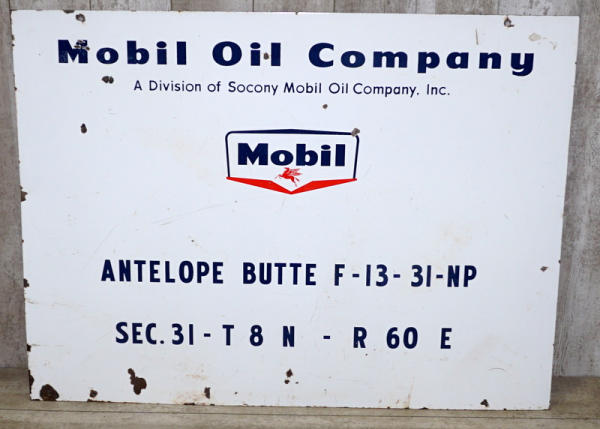 Mobil Oil Company
A Division of Socony Mobil Oil Company, Inc.
Mobil
ANTELOPE BUTTE F-13-31-NP
SEC. 31 - T 8 N - R 60 E